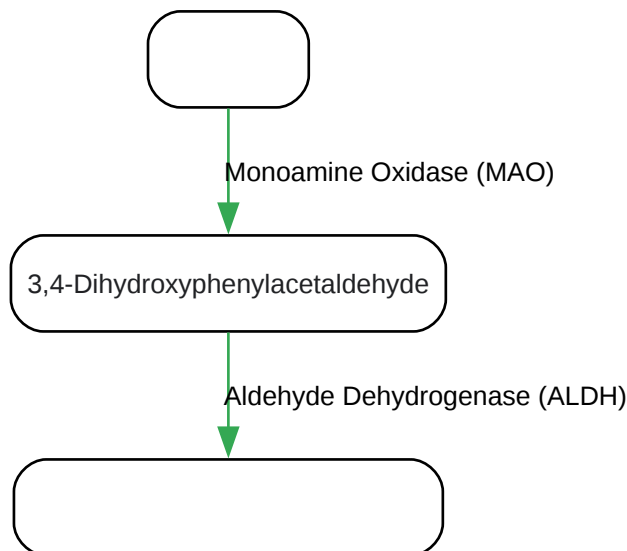 Monoamine Oxidase (MAO)
3,4-Dihydroxyphenylacetaldehyde
Aldehyde Dehydrogenase (ALDH)